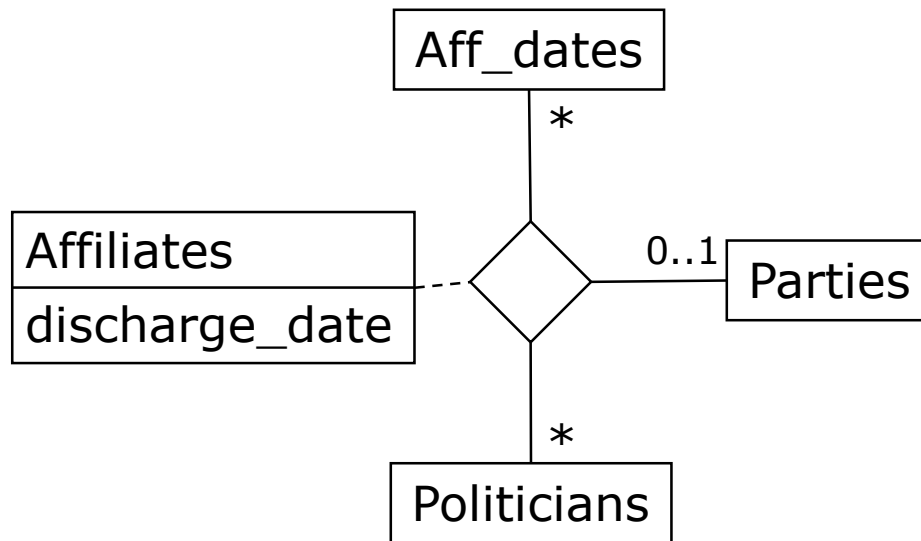 Aff_dates
*
Affiliates
0..1
Parties
discharge_date
*
Politicians